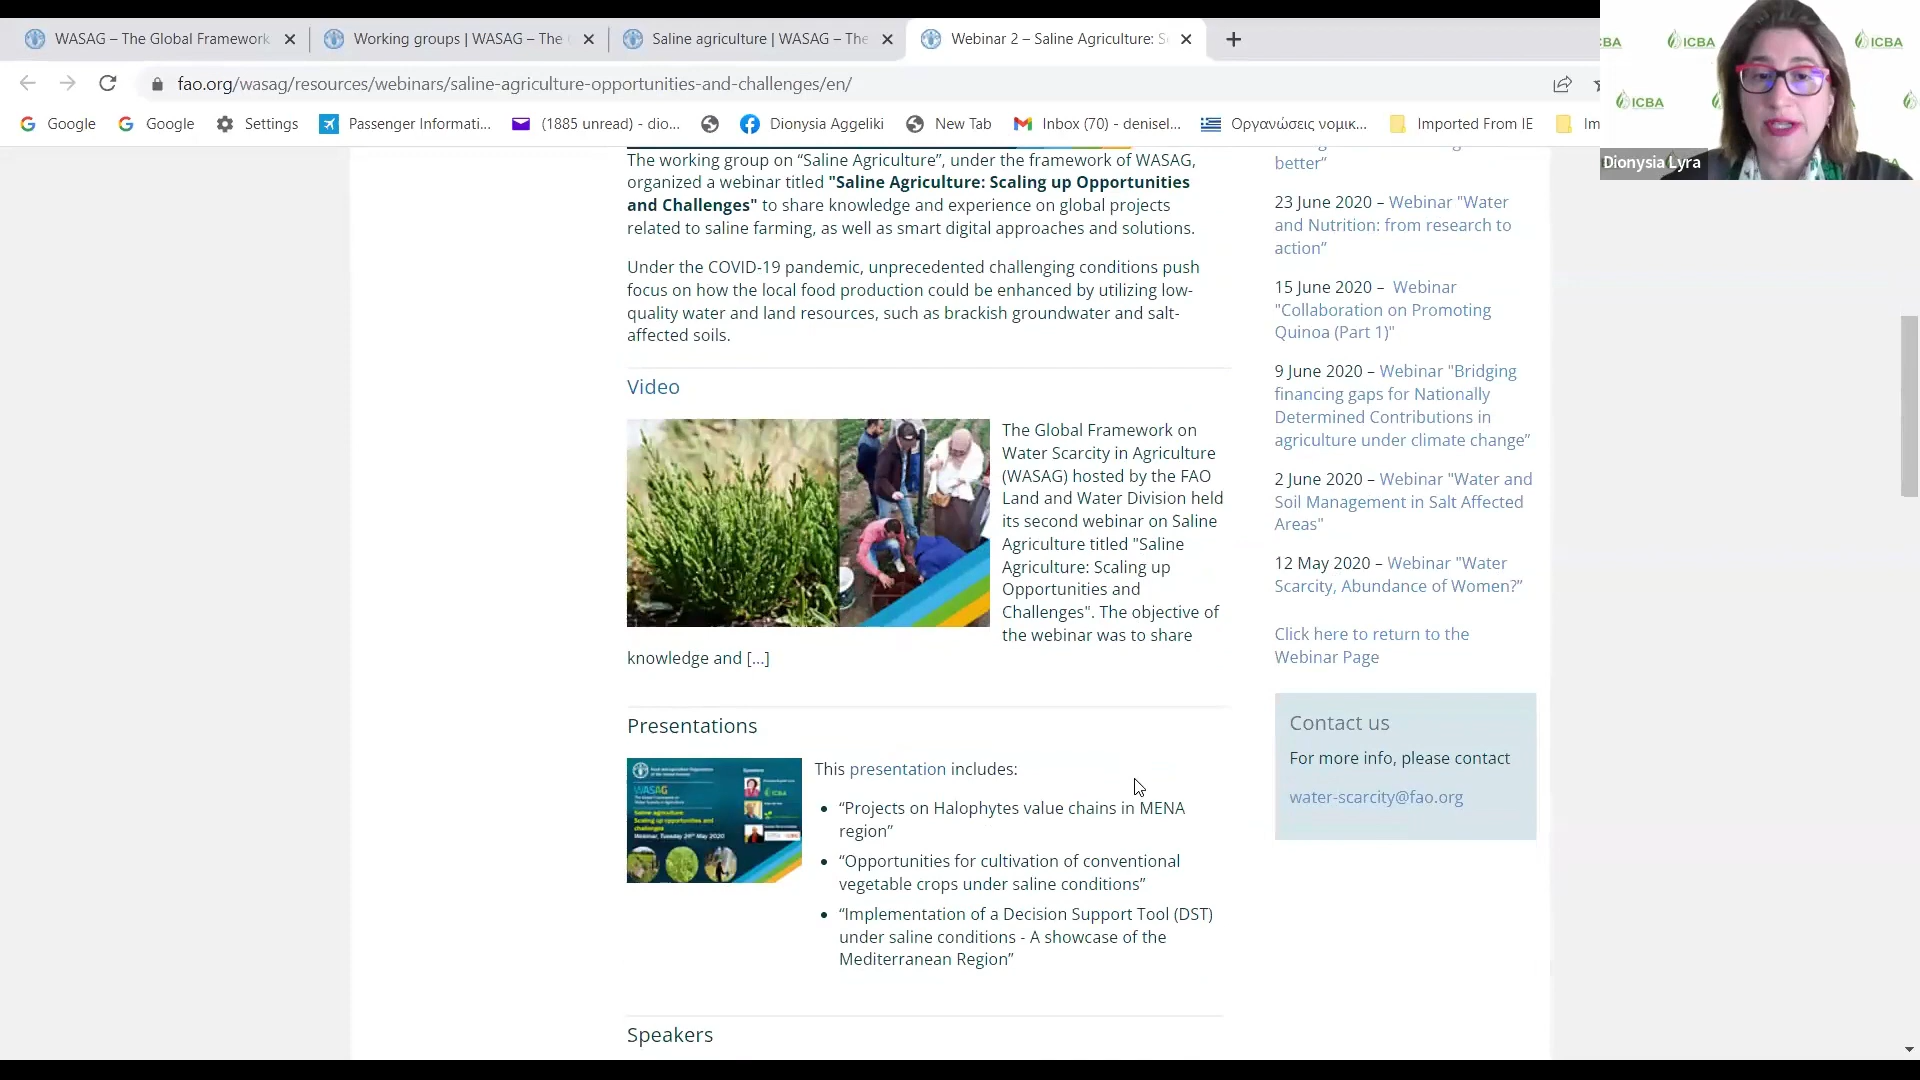 WASAG – The Global Framework
Working groups | WASAG – The
Saline agriculture | WASAG – The
Webinar 2 – Saline Agriculture: S
fao.org/wasag/resources/webinars/saline-agriculture-opportunities-and-challenges/en/
Google
Google
Settings
Passenger Informati...
(1885 unread) - dio...
Dionysia Aggeliki
New Tab
Inbox (70) - denisel...
Οργανώσεις νομικ...
Imported From IE
Im
ICBA
ICBA
ICBA
Dionysia Lyra
The working group on “Saline Agriculture”, under the framework of WASAG,
organized a webinar titled "Saline Agriculture: Scaling up Opportunities
and Challenges" to share knowledge and experience on global projects
related to saline farming, as well as smart digital approaches and solutions.
Under the COVID-19 pandemic, unprecedented challenging conditions push
focus on how the local food production could be enhanced by utilizing low-
quality water and land resources, such as brackish groundwater and salt-
affected soils.
Video
The Global Framework on
Water Scarcity in Agriculture
(WASAG) hosted by the FAO
Land and Water Division held
its second webinar on Saline
Agriculture titled "Saline
Agriculture: Scaling up
Opportunities and
Challenges". The objective of
the webinar was to share
knowledge and [...]
Presentations
WASAG
Saline agriculture:
Scaling up opportunities and
challenges
This presentation includes:
“Projects on Halophytes value chains in MENA
region”
“Opportunities for cultivation of conventional
vegetable crops under saline conditions”
“Implementation of a Decision Support Tool (DST)
under saline conditions - A showcase of the
Mediterranean Region”
Speakers
better“
23 June 2020 – Webinar "Water
and Nutrition: from research to
action”
15 June 2020 – Webinar
"Collaboration on Promoting
Quinoa (Part 1)"
9 June 2020 – Webinar "Bridging
financing gaps for Nationally
Determined Contributions in
agriculture under climate change”
2 June 2020 – Webinar "Water and
Soil Management in Salt Affected
Areas"
12 May 2020 – Webinar "Water
Scarcity, Abundance of Women?”
Click here to return to the
Webinar Page
Contact us
For more info, please contact
water-scarcity@fao.org